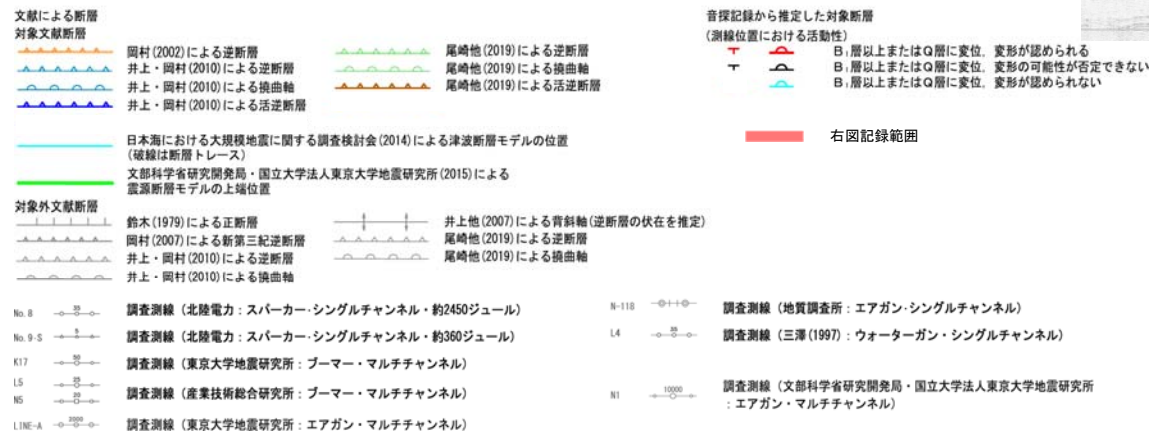 文献による断層
対象文献断層
岡村(2002)による逆断層
井上・岡村(2010)による逆断層
井上・岡村(2010)による撓曲軸
井上・岡村(2010)による活逆断層
尾崎他(2019)による逆断層
尾崎他(2019)による撓曲軸
尾崎他(2019)による活逆断層
日本海における大規模地震に関する調査検討会(2014)による津波断層モデルの位置
(破線は断層トレース)
文部科学省研究開発局・国立大学法人東京大学地震研究所(2015)による
震源断層モデルの上端位置
対象外文献断層
鈴木(1979)による正断層
岡村(2007)による新第三紀逆断層
井上・岡村(2010)による逆断層
井上・岡村(2010)による撓曲軸
井上他(2007)による背斜軸(逆断層の伏在を推定)
尾崎他(2019)による逆断層
尾崎他(2019)による撓曲軸
音探記録から推定した対象断層
(測線位置における活動性)
B₁層以上またはQ層に変位，変形が認められる
B₁層以上またはQ層に変位，変形の可能性が否定できない
B₁層以上またはQ層に変位，変形が認められない
右図記録範囲
No.8 35 調査測線（北陸電力：スパーカー・シングルチャンネル・約2450ジュール）
No.9-S 5 調査測線（北陸電力：スパーカー・シングルチャンネル・約360ジュール）
K17 50 調査測線（東京大学地震研究所：ブーマー・マルチチャンネル）
L5 25
N5 20 調査測線（産業技術総合研究所：ブーマー・マルチチャンネル）
LINE-A 2000 調査測線（東京大学地震研究所：エアガン・マルチチャンネル）
N-118 調査測線（地質調査所：エアガン・シングルチャンネル）
L4 30 調査測線（三澤(1997)：ウォーターガン・シングルチャンネル）
N1 10000 調査測線（文部科学省研究開発局・国立大学法人東京大学地震研究所
：エアガン・マルチチャンネル）